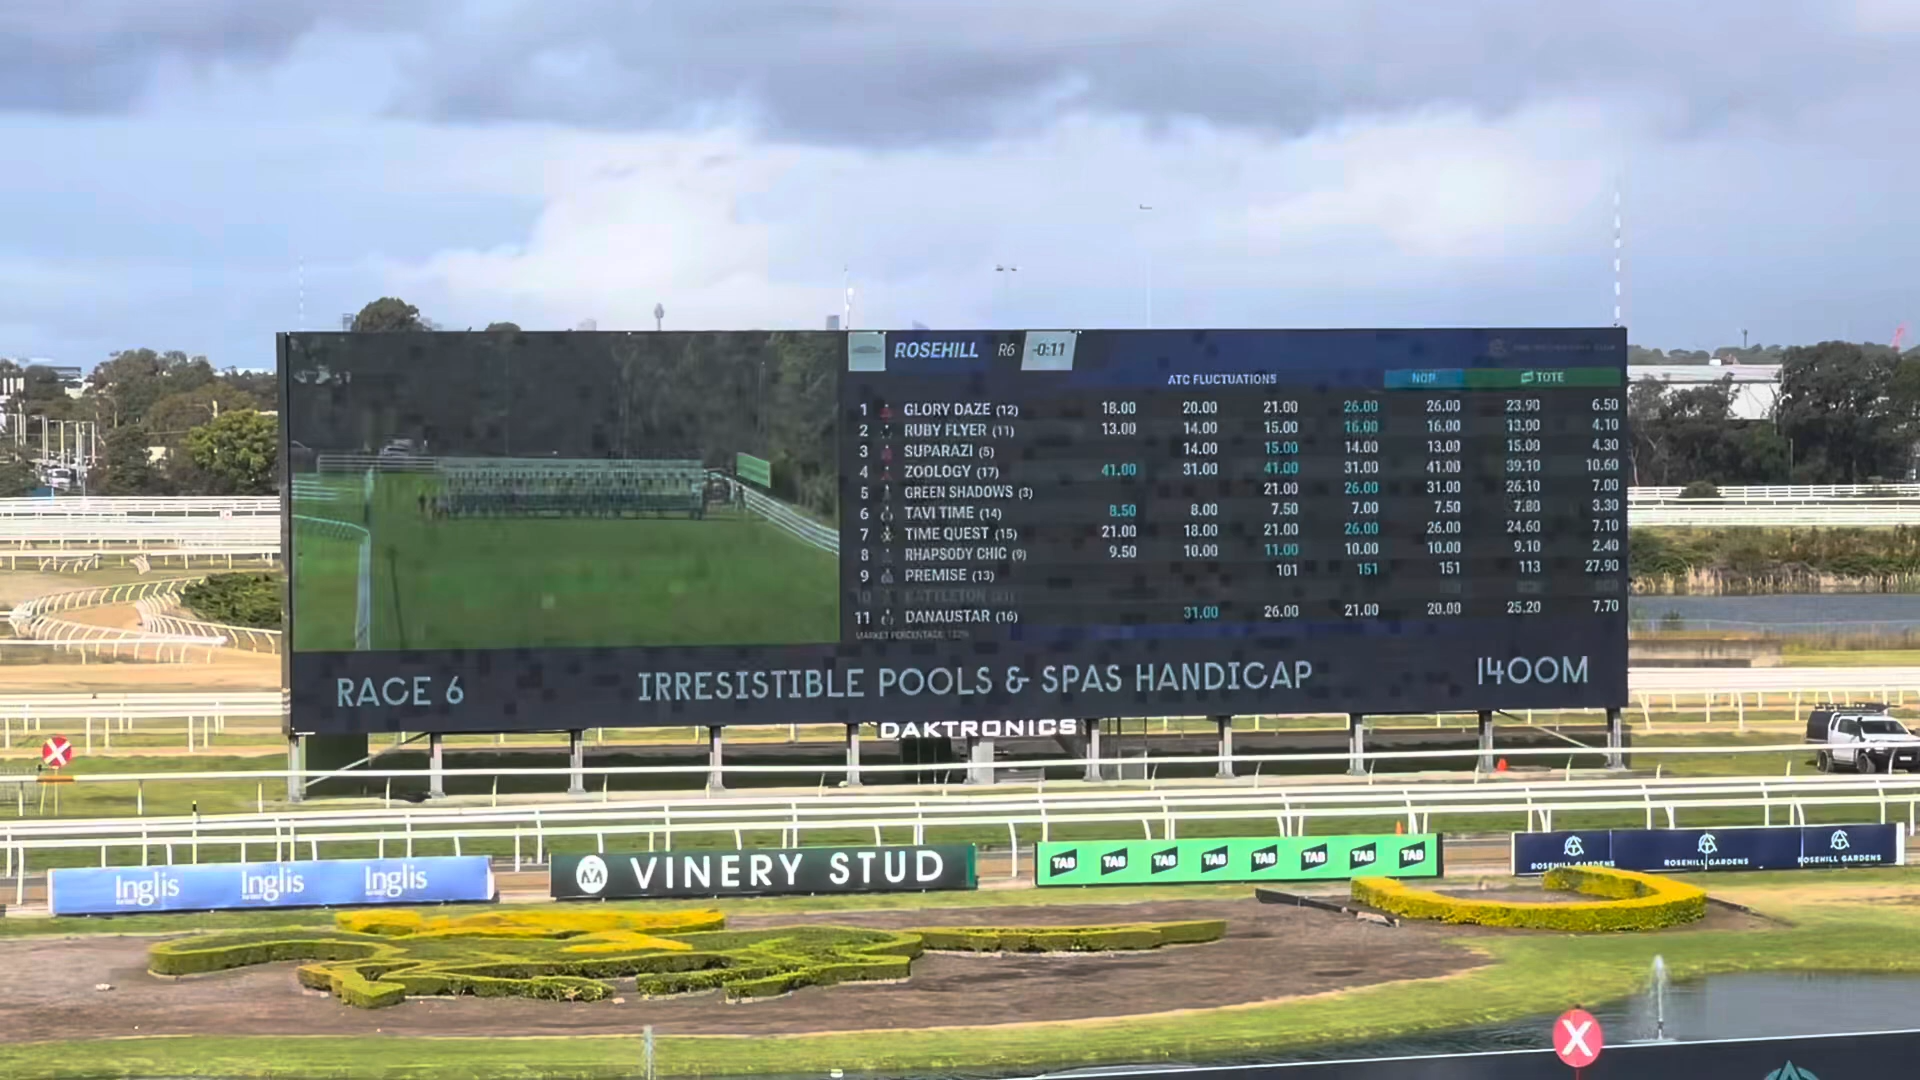 ROSEHILL R6 -0:11
ATC FLUCTUATIONS TOTE
1 GLORY DAZE (12) 18.00 20.00 21.00 26.00 26.00 23.90 6.50
2 RUBY FLYER (11) 13.00 14.00 15.00 16.00 16.00 13.00 4.10
3 SUPARAZI (5) 14.00 15.00 14.00 13.00 15.00 4.30
4 ZOOLOGY (17) 41.00 31.00 41.00 31.00 41.00 39.10 10.60
5 GREEN SHADOWS (3) 21.00 26.00 31.00 26.10 7.00
6 TAVI TIME (14) 8.50 8.00 7.50 7.00 7.50 7.80 3.30
7 TIME QUEST (15) 21.00 18.00 21.00 26.00 26.00 24.60 7.10
8 RHAPSODY CHIC (9) 9.50 10.00 11.00 10.00 10.00 9.10 2.40
9 PREMISE (13) 101 151 151 113 27.90
11 DANAUSTAR (16) 31.00 26.00 21.00 20.00 25.20 7.70
MARKET PERCENTAGE
RACE 6 IRRESISTIBLE POOLS & SPAS HANDICAP 1400M
DAKTRONICS
X
Inglis Inglis Inglis
VINERY STUD
TAB TAB TAB TAB TAB TAB TAB TAB
ROSEHILL GARDENS ROSEHILL GARDENS ROSEHILL GARDENS
X